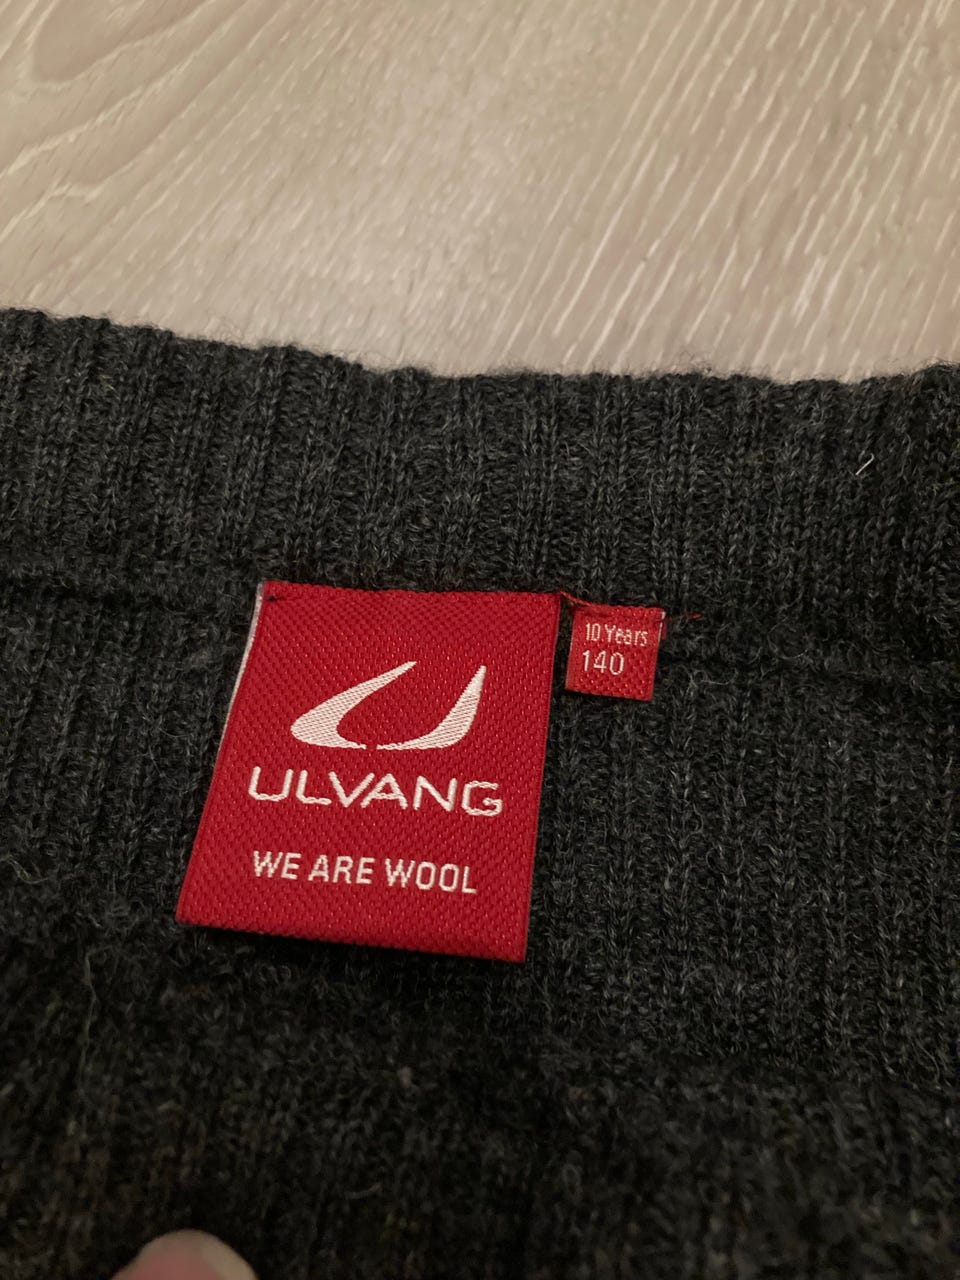 ULVANG
WE ARE WOOL
10 Years
140